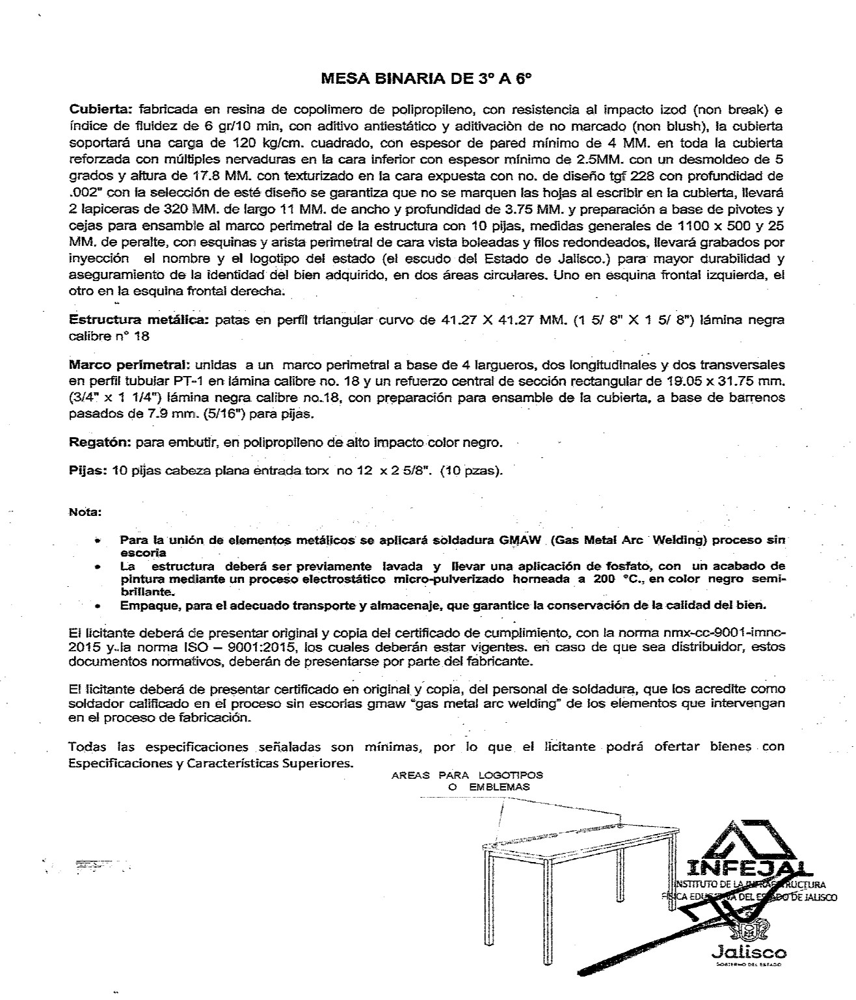 MESA BINARIA DE 3º A 6º
Cubierta: fabricada en resina de copolimero de polipropileno, con resistencia al impacto izod (non break) e
índice de fluidez de 6 gr/10 min, con aditivo antiestático y aditivaciòn de no marcado (non blush), la cubierta
soportará una carga de 120 kg/cm. cuadrado, con espesor de pared mínimo de 4 MM. en toda la cubierta
reforzada con múltiples nervaduras en la cara inferior con espesor mínimo de 2.5MM. con un desmoldeo de 5
grados y altura de 17.8 MM. con texturizado en la cara expuesta con no. de diseño tgf 228 con profundidad de
.002" con la selección de esté diseño se garantiza que no se marquen las hojas al escribir en la cubierta, llevará
2 lapiceras de 320 MM. de largo 11 MM. de ancho y profundidad de 3.75 MM. y preparación a base de pivotes y
cejas para ensamble al marco perimetral de la estructura con 10 pijas, medidas generales de 1100 x 500 y 25
MM. de peralte, con esquinas y arista perimetral de cara vista boleadas y filos redondeados, llevará grabados por
inyección el nombre y el logotipo del estado (el escudo del Estado de Jalisco.) para mayor durabilidad y
aseguramiento de la identidad del bien adquirido, en dos áreas circulares. Uno en esquina frontal izquierda, el
otro en la esquina frontal derecha.
Estructura metálica: patas en perfil triangular curvo de 41.27 X 41.27 MM. (1 5/ 8" X 1 5/ 8") lámina negra
calibre n° 18
Marco perimetral: unidas a un marco perimetral a base de 4 largueros, dos longitudinales y dos transversales
en perfil tubular PT-1 en lámina calibre no. 18 y un refuerzo central de sección rectangular de 19.05 x 31.75 mm.
(3/4" x 1 1/4") lámina negra calibre no.18, con preparación para ensamble de la cubierta, a base de barrenos
pasados de 7.9 mm. (5/16") para pijas.
Regatón: para embutir, en polipropileno de alto impacto color negro.
Pijas: 10 pijas cabeza plana entrada torx no 12 x 2 5/8". (10 pzas).
Nota:
• Para la unión de elementos metálicos se aplicará soldadura GMAW (Gas Metal Arc Welding) proceso sin
escoria
• La estructura deberá ser previamente lavada y llevar una aplicación de fosfato, con un acabado de
pintura mediante un proceso electrostático micro-pulverizado horneada a 200 °C., en color negro semi-
brillante.
• Empaque, para el adecuado transporte y almacenaje, que garantice la conservación de la calidad del bien.
El licitante deberá de presentar original y copia del certificado de cumplimiento, con la norma nmx-cc-9001-imnc-
2015 y la norma ISO – 9001:2015, los cuales deberán estar vigentes. en caso de que sea distribuidor, estos
documentos normativos, deberán de presentarse por parte del fabricante.
El licitante deberá de presentar certificado en original y copia, del personal de soldadura, que los acredite como
soldador calificado en el proceso sin escorias gmaw "gas metal arc welding" de los elementos que intervengan
en el proceso de fabricación.
Todas las especificaciones señaladas son mínimas, por lo que el licitante podrá ofertar bienes con
Especificaciones y Características Superiores.
AREAS PARA LOGOTIPOS
O EMBLEMAS
INFEJAL
INSTITUTO DE LA INFRAESTRUCTURA
FÍSICA EDUCATIVA DEL ESTADO DE JALISCO
Jalisco
GOBIERNO DEL ESTADO